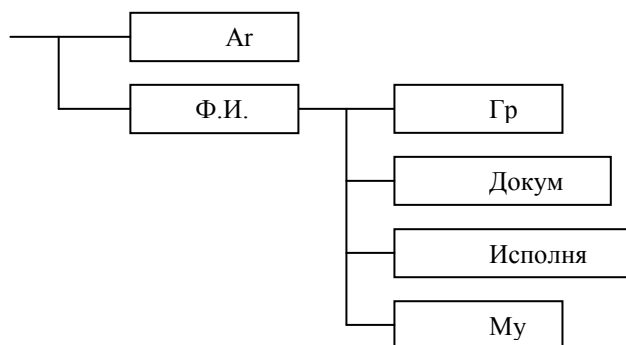 Ar
Ф.И.
Гр
Докум
Исполня
Му